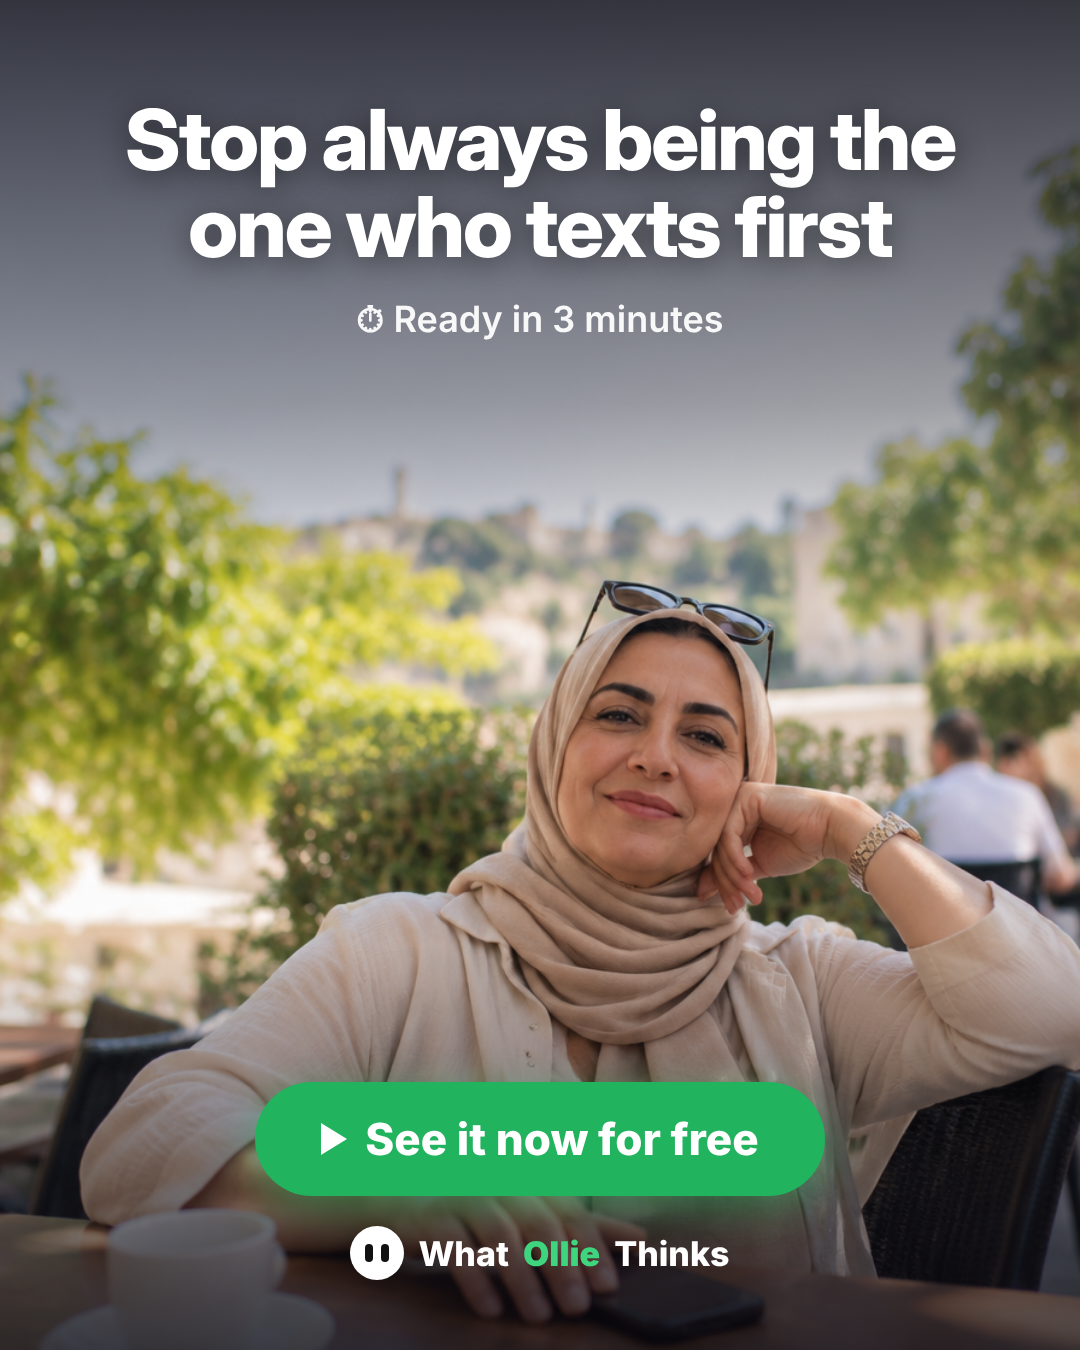 Stop always being the
one who texts first
⏱ Ready in 3 minutes
▶ See it now for free
What Ollie Thinks